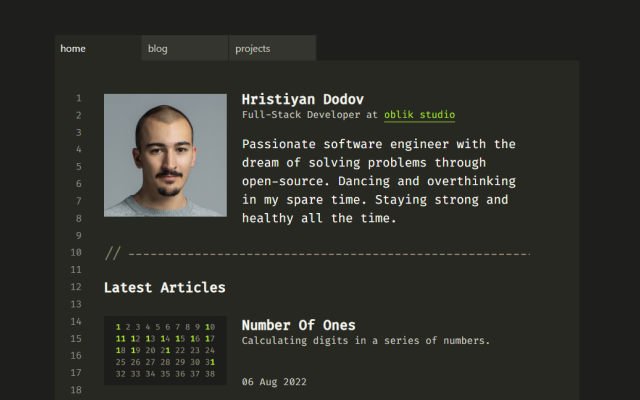 home blog projects
1
2
3
4
5
6
7
8
9
10
11
12
13
14
15
16
17
18
Hristiyan Dodov
Full-Stack Developer at oblik studio
Passionate software engineer with the
dream of solving problems through
open-source. Dancing and overthinking
in my spare time. Staying strong and
healthy all the time.
// --------------------------------------------------------
Latest Articles
1 2 3 4 5 6 7 8 9 10
11 12 13 14 15 16 17
18 19 20 21 22 23 24
25 26 27 28 29 30 31
32 33 34 35 36 37 38
Number Of Ones
Calculating digits in a series of numbers.
06 Aug 2022